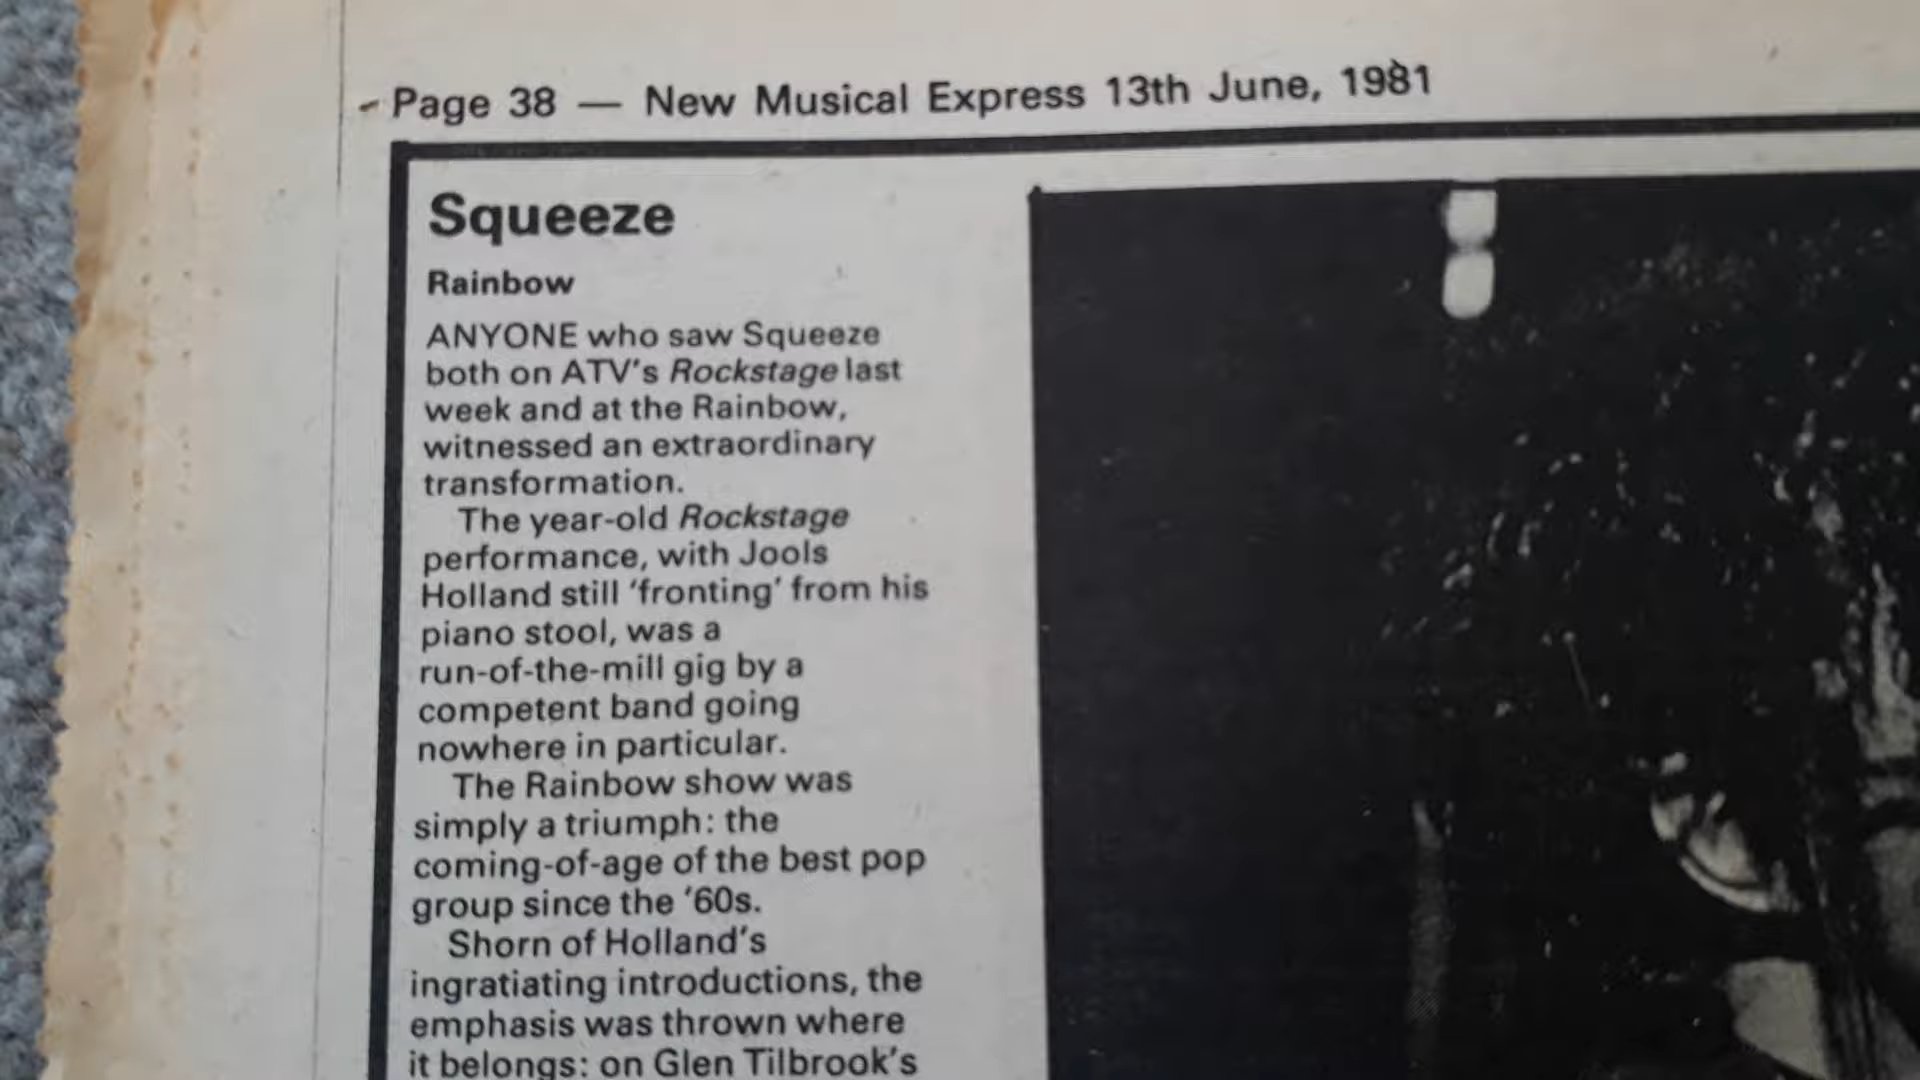 Page 38 — New Musical Express 13th June, 1981
Squeeze
Rainbow
ANYONE who saw Squeeze
both on ATV's Rockstage last
week and at the Rainbow,
witnessed an extraordinary
transformation.
The year-old Rockstage
performance, with Jools
Holland still 'fronting' from his
piano stool, was a
run-of-the-mill gig by a
competent band going
nowhere in particular.
The Rainbow show was
simply a triumph: the
coming-of-age of the best pop
group since the '60s.
Shorn of Holland's
ingratiating introductions, the
emphasis was thrown where
it belongs: on Glen Tilbrook's